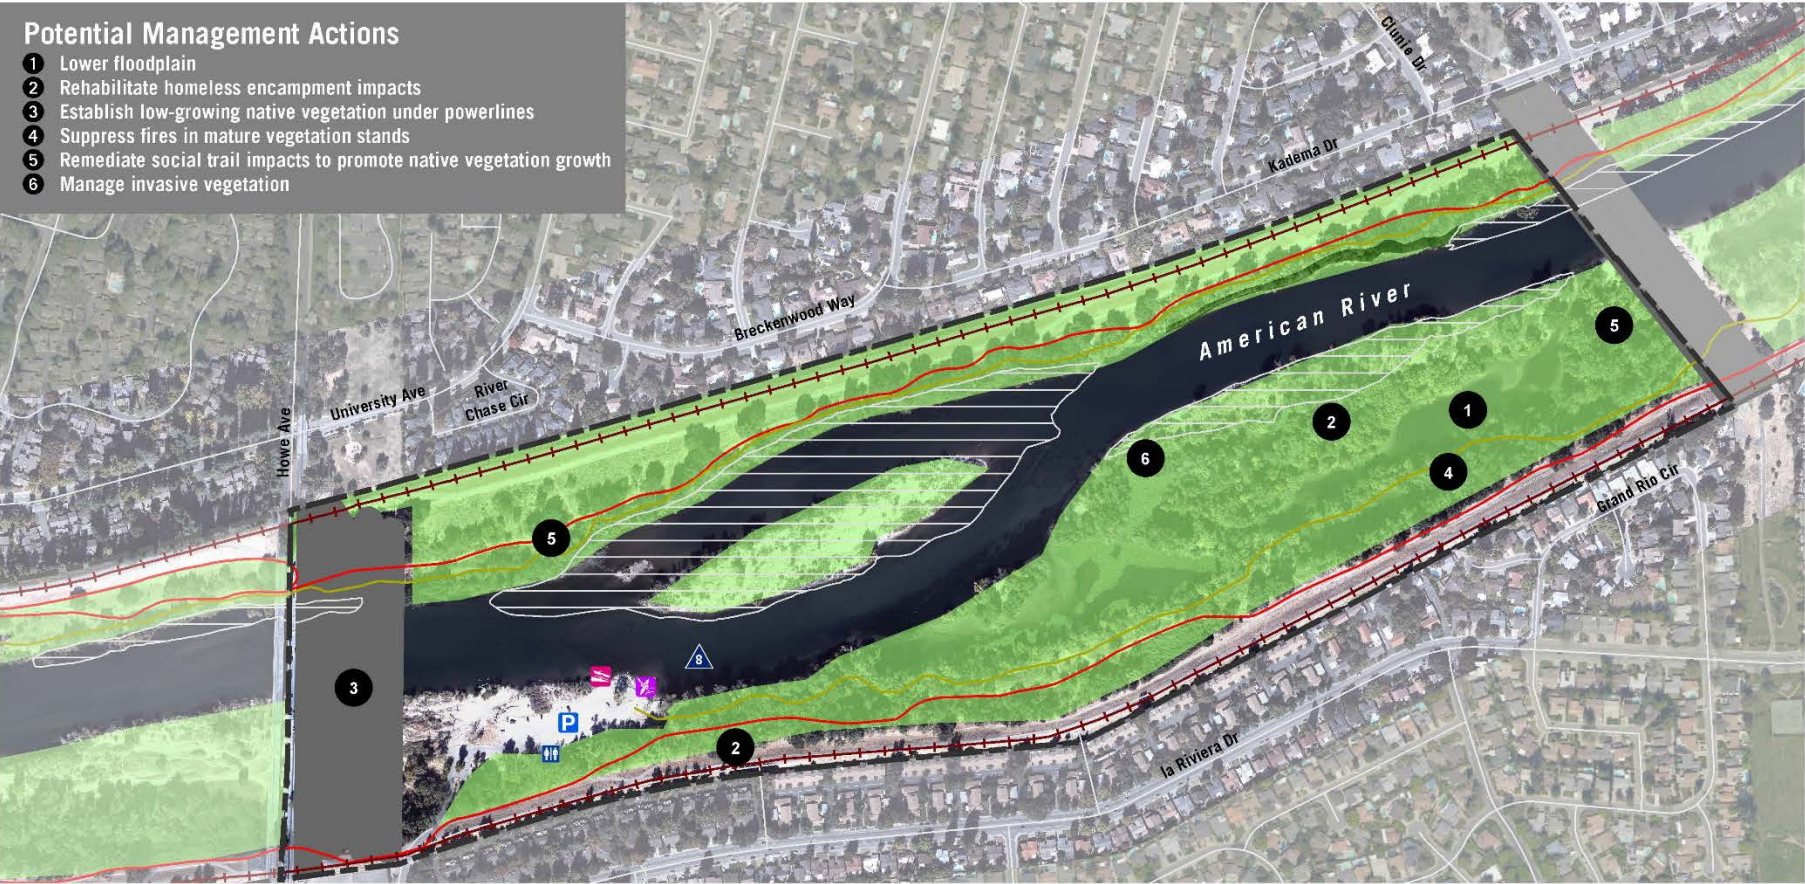 Potential Management Actions
1 Lower floodplain
2 Rehabilitate homeless encampment impacts
3 Establish low-growing native vegetation under powerlines
4 Suppress fires in mature vegetation stands
5 Remediate social trail impacts to promote native vegetation growth
6 Manage invasive vegetation
Clunie Dr
Kadema Dr
Breckenwood Way
American River
University Ave
River
Chase Cir
Howe Ave
5
1
2
6
4
Grand Rio Cir
5
8
3
P
2
la Riviera Dr